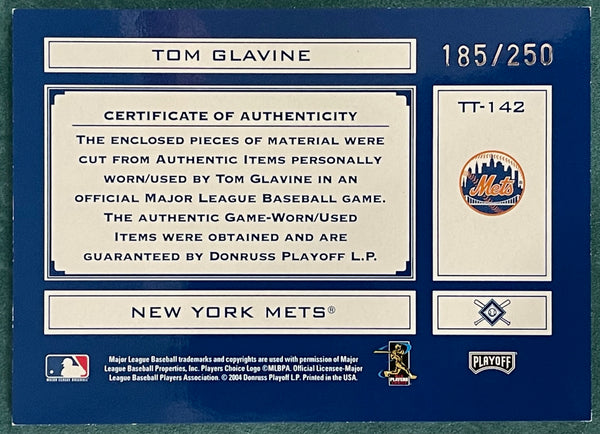 TOM GLAVINE
185/250
CERTIFICATE OF AUTHENTICITY
THE ENCLOSED PIECES OF MATERIAL WERE
CUT FROM AUTHENTIC ITEMS PERSONALLY
WORN/USED BY TOM GLAVINE IN AN
OFFICIAL MAJOR LEAGUE BASEBALL GAME.
THE AUTHENTIC GAME-WORN/USED
ITEMS WERE OBTAINED AND ARE
GUARANTEED BY DONRUSS PLAYOFF L.P.
TT-142
Mets
NEW YORK METS®
MAJOR LEAGUE BASEBALL
Major League Baseball trademarks and copyrights are used with permission of Major
League Baseball Properties, Inc. Players Choice Logo ©MLBPA. Official Licensee-Major
League Baseball Players Association. © 2004 Donruss Playoff L.P. Printed in the USA.
PLAYERS
PLAYOFF